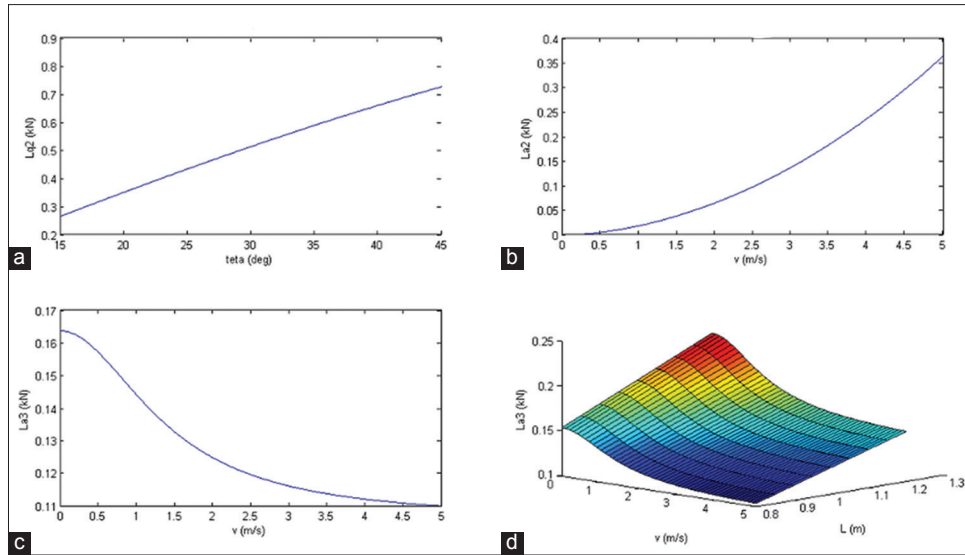 0.9
0.8
0.7
0.6
0.5
0.4
0.3
0.2
Lq2 (kN)
15 20 25 30 35 40 45
teta (deg)
a
0.4
0.35
0.3
0.25
0.2
0.15
0.1
0.05
0
La2 (kN)
0 0.5 1 1.5 2 2.5 3 3.5 4 4.5 5
v (m/s)
b
0.17
0.16
0.15
0.14
0.13
0.12
0.11
La3 (kN)
0 0.5 1 1.5 2 2.5 3 3.5 4 4.5 5
v (m/s)
c
0.25
0.2
0.15
0.1
La3 (kN)
0 1 2 3 4 5
v (m/s)
0.8 0.9 1 1.1 1.2 1.3
L (m)
d